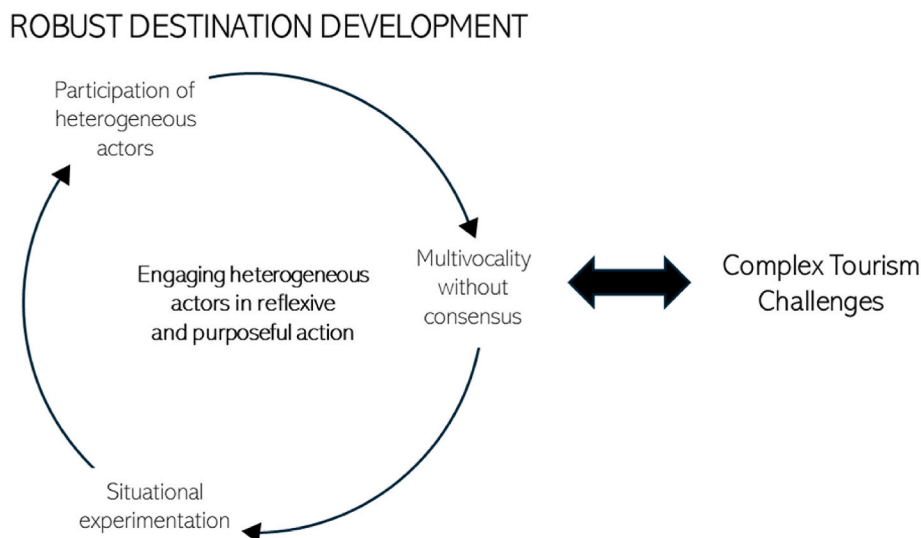 ROBUST DESTINATION DEVELOPMENT
Participation of
heterogeneous
actors
Engaging heterogeneous
actors in reflexive
and purposeful action
Multivocality
without
consensus
Complex Tourism
Challenges
Situational
experimentation